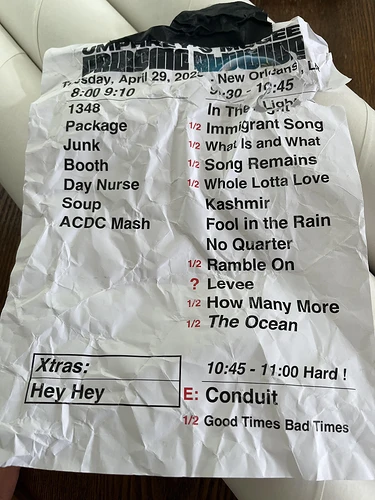 UMPHREY'S McGEE
Tuesday, April 29, 202 - New Orleans, LA
8:00 9:10
9:30 - 10:45
1348
Package
Junk
Booth
Day Nurse
Soup
ACDC Mash
In The Light
1/2 Immigrant Song
1/2 What Is and What
1/2 Song Remains
1/2 Whole Lotta Love
Kashmir
Fool in the Rain
No Quarter
1/2 Ramble On
? Levee
1/2 How Many More
1/2 The Ocean
Xtras:
Hey Hey
10:45 - 11:00 Hard !
E: Conduit
1/2 Good Times Bad Times